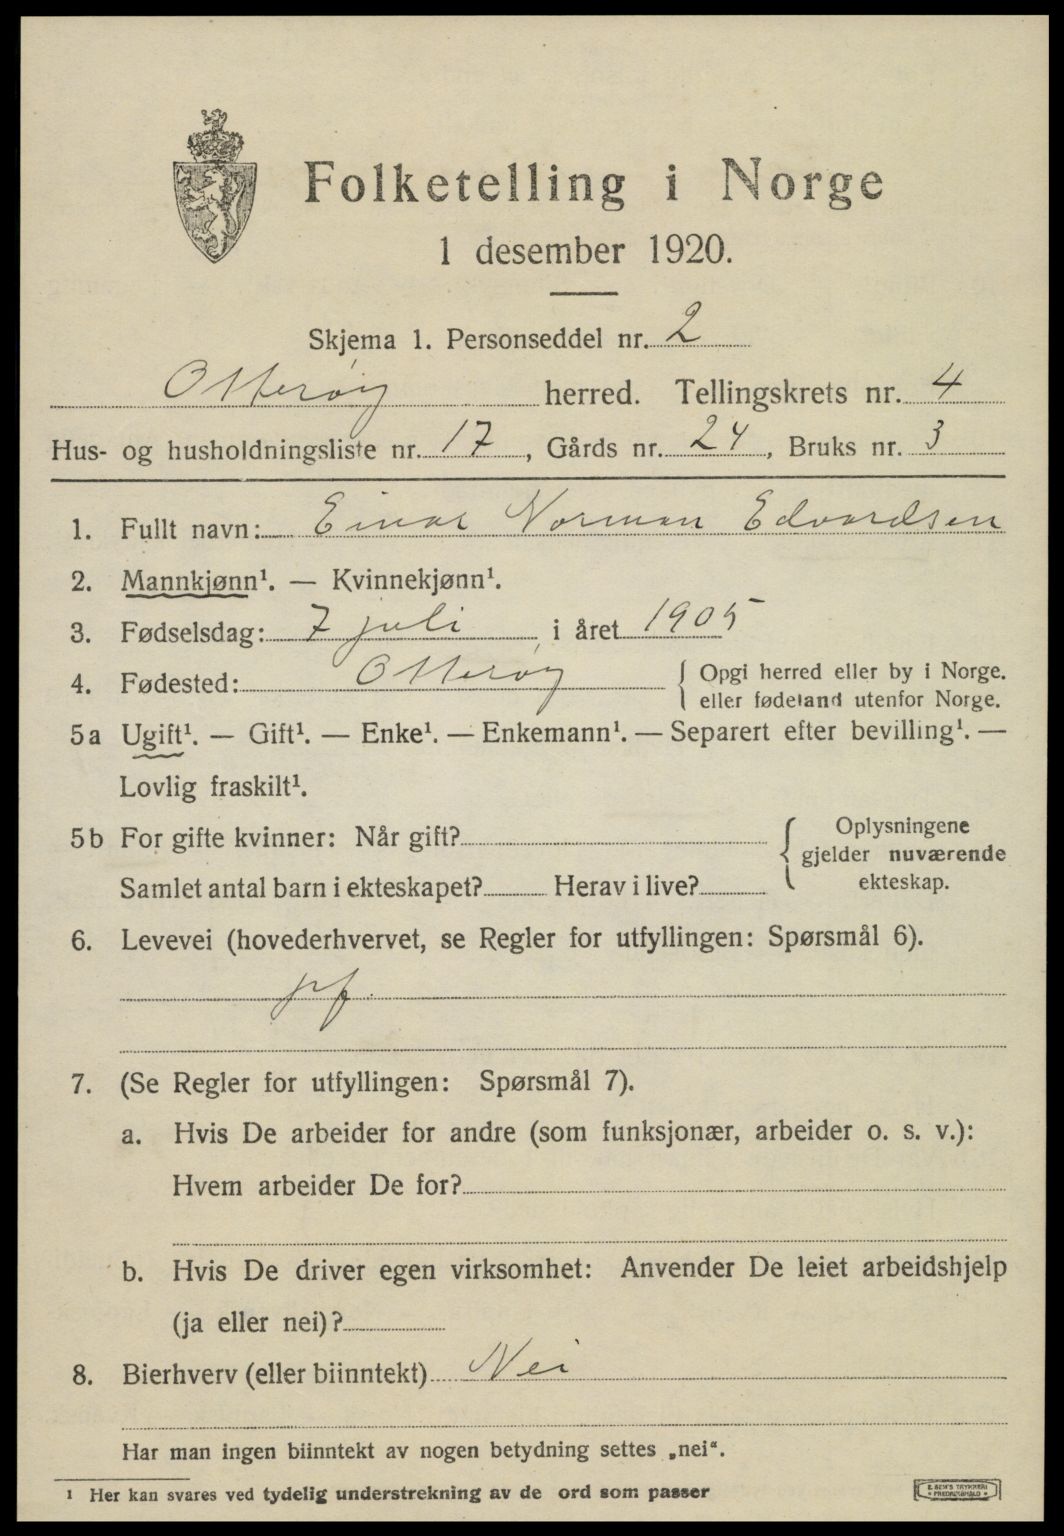 Folketelling i Norge
1 desember 1920.
Skjema 1. Personseddel nr. 2
Otterøy herred. Tellingskrets nr. 4
Hus- og husholdningsliste nr. 17, Gårds nr. 24, Bruks nr. 3
1. Fullt navn: Einar Norman Edvardsen
2. Mannkjønn¹. — Kvinnekjønn¹.
3. Fødselsdag: 7 juli i året 1905
4. Fødested: Otterøy { Opgi herred eller by i Norge.
eller fødeland utenfor Norge.
5 a Ugift¹. — Gift¹. — Enke¹. — Enkemann¹. — Separert efter bevilling¹. —
Lovlig fraskilt¹.
5 b For gifte kvinner: Når gift?
Samlet antal barn i ekteskapet? Herav i live?
{ Oplysningene
gjelder nuværende
ekteskap.
6. Levevei (hovederhvervet, se Regler for utfyllingen: Spørsmål 6).
pf.
7. (Se Regler for utfyllingen: Spørsmål 7).
a. Hvis De arbeider for andre (som funksjonær, arbeider o. s. v.):
Hvem arbeider De for?
b. Hvis De driver egen virksomhet: Anvender De leiet arbeidshjelp
(ja eller nei)?
8. Bierhverv (eller biinntekt) Nei
Har man ingen biinntekt av nogen betydning settes „nei“.
¹ Her kan svares ved tydelig understrekning av de ord som passer
E. SEM'S TRYKKERI
FREDRIKSHALD